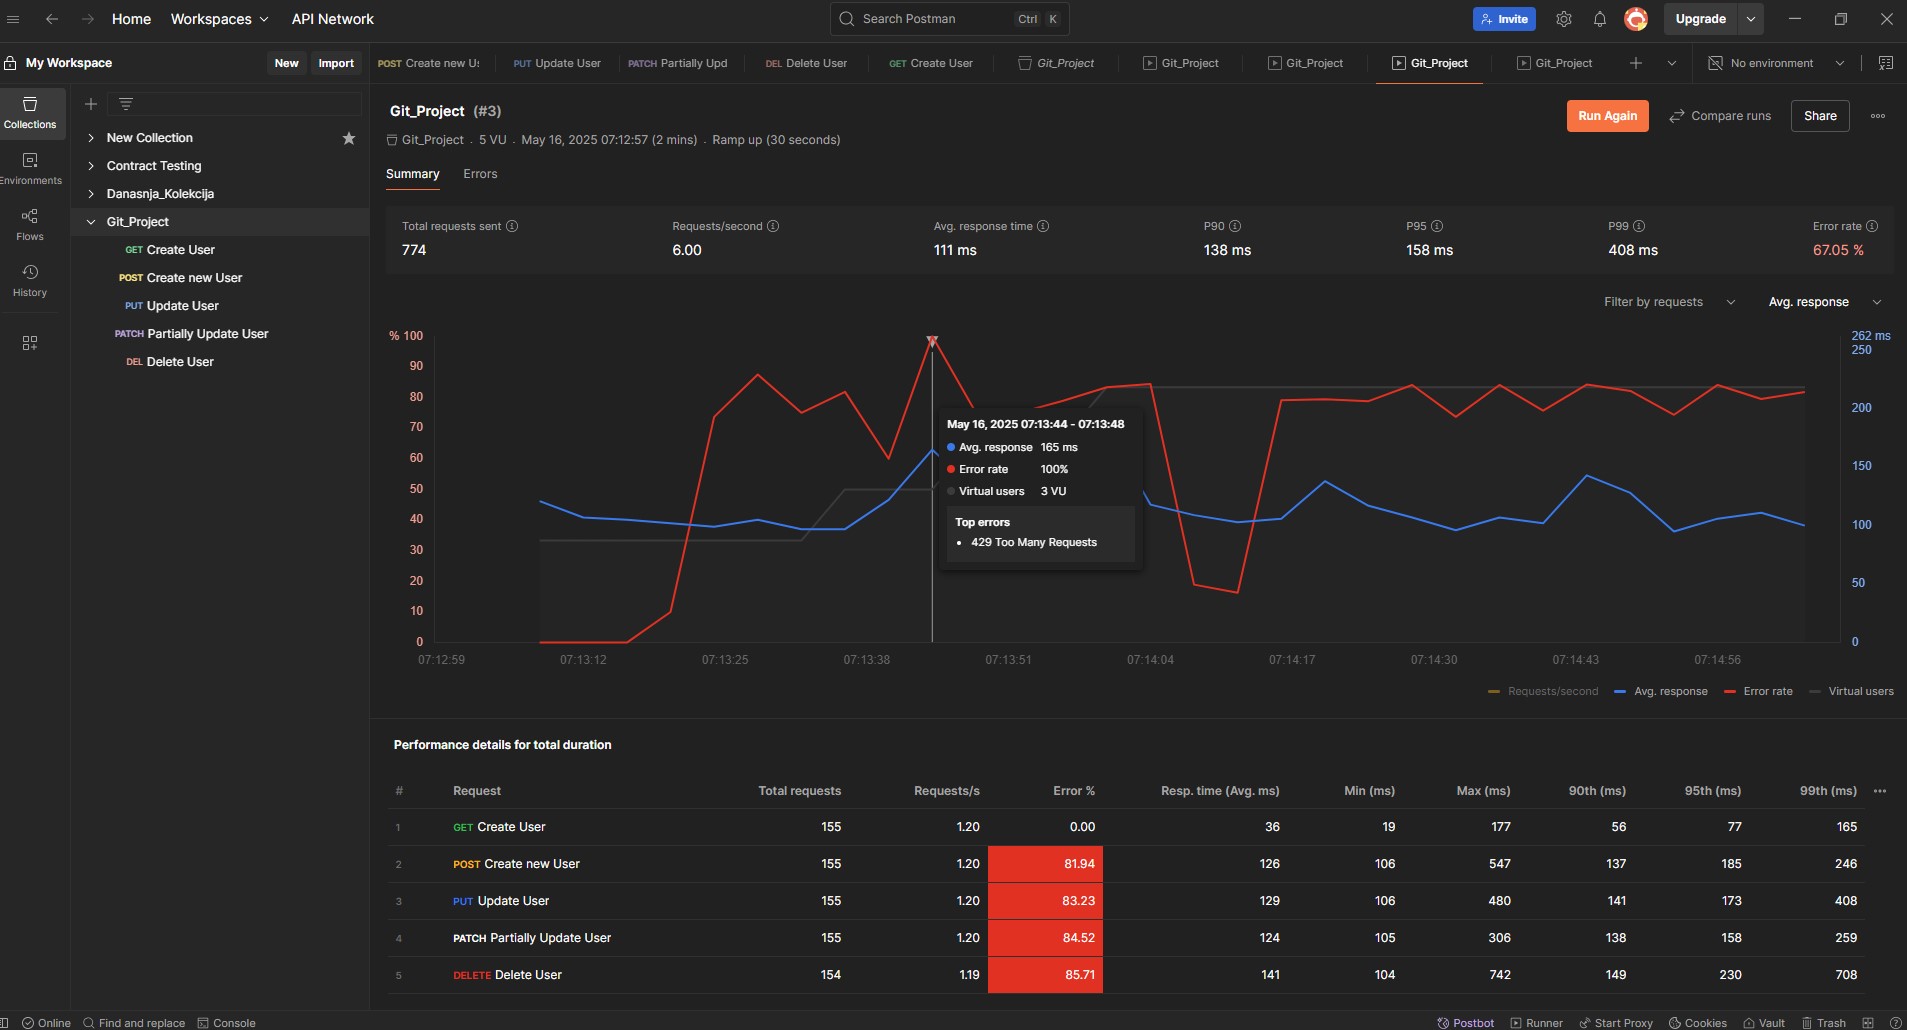 Home Workspaces API Network Search Postman Ctrl K Invite Upgrade
My Workspace New Import POST Create new Us PUT Update User PATCH Partially Upd DEL Delete User GET Create User Git_Project Git_Project Git_Project Git_Project Git_Project No environment
Collections
Environments
Flows
History
New Collection
Contract Testing
Danasnja_Kolekcija
Git_Project
GET Create User
POST Create new User
PUT Update User
PATCH Partially Update User
DEL Delete User
Git_Project (#3)
Run Again Compare runs Share
Git_Project . 5 VU . May 16, 2025 07:12:57 (2 mins) . Ramp up (30 seconds)
Summary Errors
Total requests sent Requests/second Avg. response time P90 P95 P99 Error rate
774 6.00 111 ms 138 ms 158 ms 408 ms 67.05 %
Filter by requests Avg. response
% 100
90
80
70
60
50
40
30
20
10
0
262 ms
250
200
150
100
50
0
May 16, 2025 07:13:44 - 07:13:48
Avg. response 165 ms
Error rate 100%
Virtual users 3 VU
Top errors
• 429 Too Many Requests
07:12:59 07:13:12 07:13:25 07:13:38 07:13:51 07:14:04 07:14:17 07:14:30 07:14:43 07:14:56
Requests/second Avg. response Error rate Virtual users
Performance details for total duration
# Request Total requests Requests/s Error % Resp. time (Avg. ms) Min (ms) Max (ms) 90th (ms) 95th (ms) 99th (ms)
1 GET Create User 155 1.20 0.00 36 19 177 56 77 165
2 POST Create new User 155 1.20 81.94 126 106 547 137 185 246
3 PUT Update User 155 1.20 83.23 129 106 480 141 173 408
4 PATCH Partially Update User 155 1.20 84.52 124 105 306 138 158 259
5 DELETE Delete User 154 1.19 85.71 141 104 742 149 230 708
Online Find and replace Console Postbot Runner Start Proxy Cookies Vault Trash